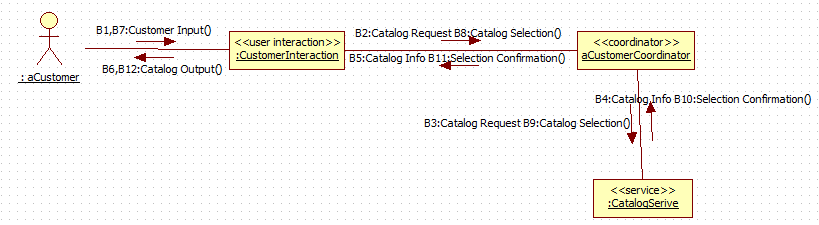 B1,B7:Customer Input()
B6,B12:Catalog Output()
: aCustomer
<<user interaction>>
:CustomerInteraction
B2:Catalog Request B8:Catalog Selection()
B5:Catalog Info B11:Selection Confirmation()
<<coordinator>>
aCustomerCoordinator
B4:Catalog Info B10:Selection Confirmation()
B3:Catalog Request B9:Catalog Selection()
<<service>>
:CatalogSerive